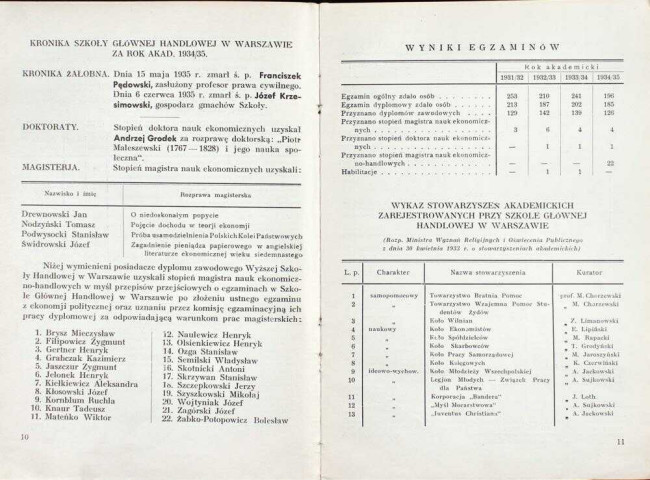 KRONIKA SZKOŁY GŁÓWNEJ HANDLOWEJ W WARSZAWIE
ZA ROK AKAD. 1934/35.
KRONIKA ŻAŁOBNA. Dnia 15 maja 1935 r. zmarł ś. p. Franciszek
Pędowski, zasłużony profesor prawa cywilnego.
Dnia 6 czerwca 1935 r. zmarł ś. p. Józef Krze-
simowski, gospodarz gmachów Szkoły.
DOKTORATY. Stopień doktora nauk ekonomicznych uzyskał
Andrzej Grodek za rozprawę doktorską: „Piotr
Maleszewski (1767—1828) i jego nauka spo-
łeczna“.
MAGISTERJA. Stopień magistra nauk ekonomicznych uzyskali:
Nazwisko i imię Rozprawa magisterska
Drewnowski Jan O niedoskonałym popycie
Nodzyński Tomasz Pojęcie dochodu w teorji ekonomji
Podwysocki Stanisław Próba usamodzielnienia Polskich Kolei Państwowych
Świdrowski Józef Zagadnienie pieniądza papierowego w angielskiej
literaturze ekonomicznej wieku siedemnastego
Niżej wymienieni posiadacze dyplomu zawodowego Wyższej Szko-
ły Handlowej w Warszawie uzyskali stopień magistra nauk ekonomicz-
no-handlowych w myśl przepisów przejściowych o egzaminach w Szko-
le Głównej Handlowej w Warszawie po złożeniu ustnego egzaminu
z ekonomji politycznej oraz uznaniu przez komisję egzaminacyjną ich
pracy dyplomowej za odpowiadającą warunkom prac magisterskich:
1. Brysz Mieczysław
2. Filipowicz Zygmunt
3. Gertner Henryk
4. Grabczak Kazimierz
5. Jaszczur Zygmunt
6. Jelonek Henryk
7. Kiełkiewicz Aleksandra
8. Kłosowski Józef
9. Kornblum Ruchla
10. Knaur Tadeusz
11. Mateńko Wiktor
12. Naulewicz Henryk
13. Olsienkiewicz Henryk
14. Ozga Stanisław
15. Semilski Władysław
16. Skotnicki Antoni
17. Skrzywan Stanisław
18. Szczepkowski Jerzy
19. Szyszkowski Mikołaj
20. Wojtyniak Józef
21. Zagórski Józef
22. Żabko-Potopowicz Bolesław
10
WYNIKI EGZAMINÓW
Rok akademicki
1931/32 1932/33 1933/34 1934/35
Egzamin ogólny zdało osób . . . . . . . . 253 210 241 196
Egzamin dyplomowy zdało osób . . . . . . 213 187 202 185
Przyznano dyplomów zawodowych . . . . 129 142 139 126
Przyznano stopień magistra nauk ekonomicz-
nych . . . . . . . . . . . . . . . . 3 6 4 4
Przyznano stopień doktora nauk ekonomicz-
nych . . . . . . . . . . . . . . . . — 1 1 1
Przyznano stopień magistra nauk ekonomicz-
no-handlowych . . . . . . . . . . . . — — — 22
Habilitacje . . . . . . . . . . . . . . — 1 1 —
WYKAZ STOWARZYSZEŃ AKADEMICKICH
ZAREJESTROWANYCH PRZY SZKOLE GŁÓWNEJ
HANDLOWEJ W WARSZAWIE
(Rozp. Ministra Wyznań Religijnych i Oświecenia Publicznego
z dnia 30 kwietnia 1933 r. o stowarzyszeniach akademickich)
L. p. Charakter Nazwa stowarzyszenia Kurator
1 samopomocowy Towarzystwo Bratnia Pomoc prof. M. Chorzewski
2 „ Towarzystwo Wzajemna Pomoc Stu- „ M. Chorzewski
dentów Żydów
3 „ Koło Wilnian „ Z. Limanowski
4 naukowy Koło Ekonomistów „ E. Lipiński
5 „ Koło Spółdzielców „ M. Rapacki
6 „ Koło Skarbowców „ T. Grodyński
7 „ Koło Pracy Samorządowej „ M. Jaroszyński
8 „ Koło Księgowych „ K. Czerwiński
9 ideowo-wychow. Koło Młodzieży Wszechpolskiej „ A. Jackowski
10 „ Legjon Młodych — Związek Pracy „ A. Sujkowski
dla Państwa
11 „ Korporacja „Bandera“ „ J. Loth.
12 „ „Myśl Mocarstwowa“ „ A. Sujkowski
13 „ „Juventus Christiana“ „ A. Jackowski
11